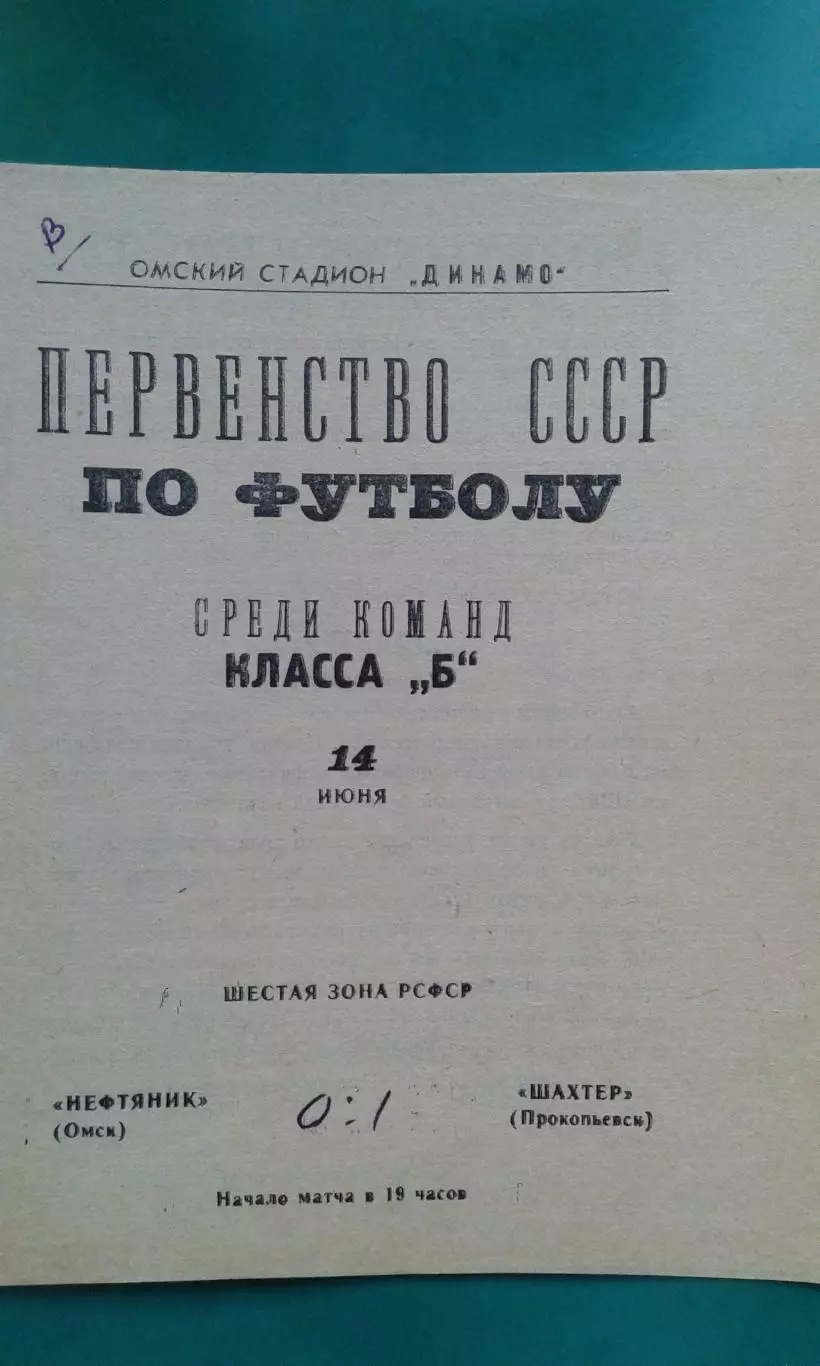 В/
ОМСКИЙ СТАДИОН „ДИНАМО“
ПЕРВЕНСТВО СССР
ПО ФУТБОЛУ
СРЕДИ КОМАНД
КЛАССА „Б“
14
ИЮНЯ
ШЕСТАЯ ЗОНА РСФСР
«НЕФТЯНИК» 0:1 «ШАХТЕР»
(Омск) (Прокопьевск)
Начало матча в 19 часов